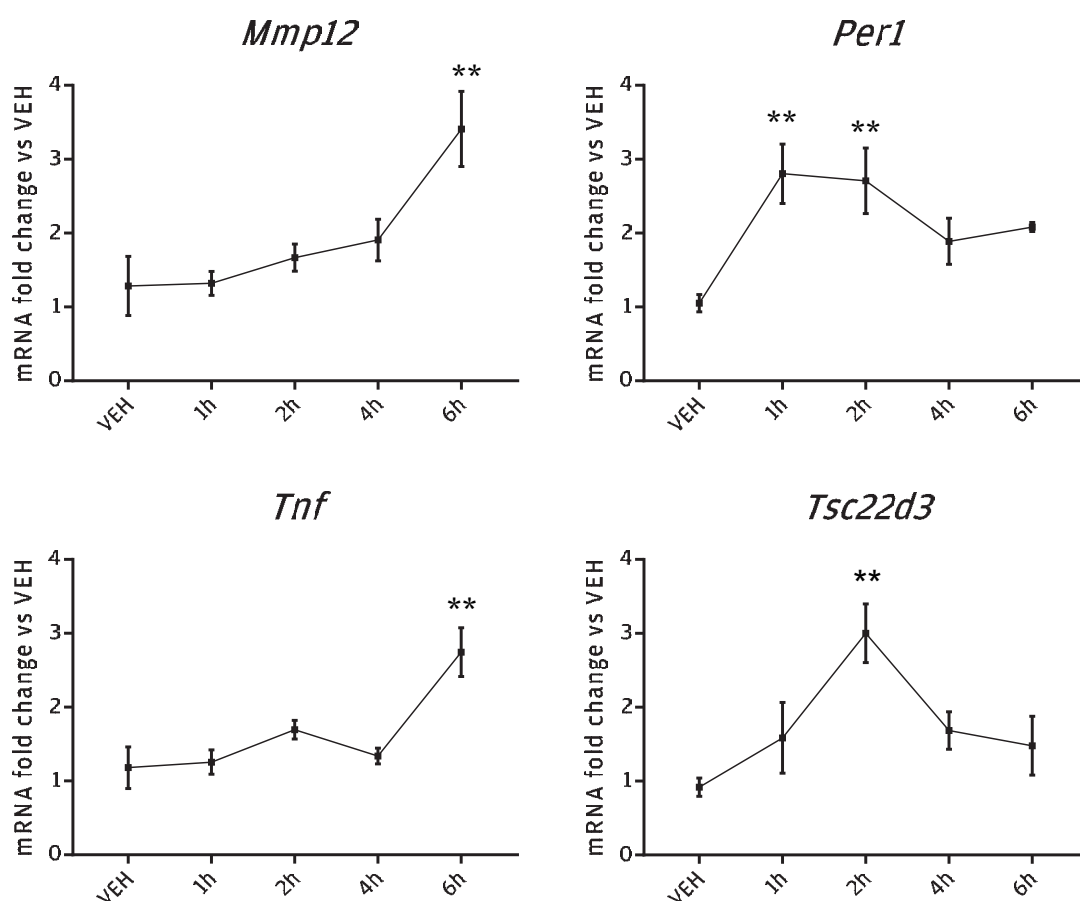 Mmp12
mRNA fold change vs VEH
4
3
2
1
0
**
VEH
1h
2h
4h
6h
Per1
mRNA fold change vs VEH
4
3
2
1
0
**
**
VEH
1h
2h
4h
6h
Tnf
mRNA fold change vs VEH
4
3
2
1
0
**
VEH
1h
2h
4h
6h
Tsc22d3
mRNA fold change vs VEH
4
3
2
1
0
**
VEH
1h
2h
4h
6h